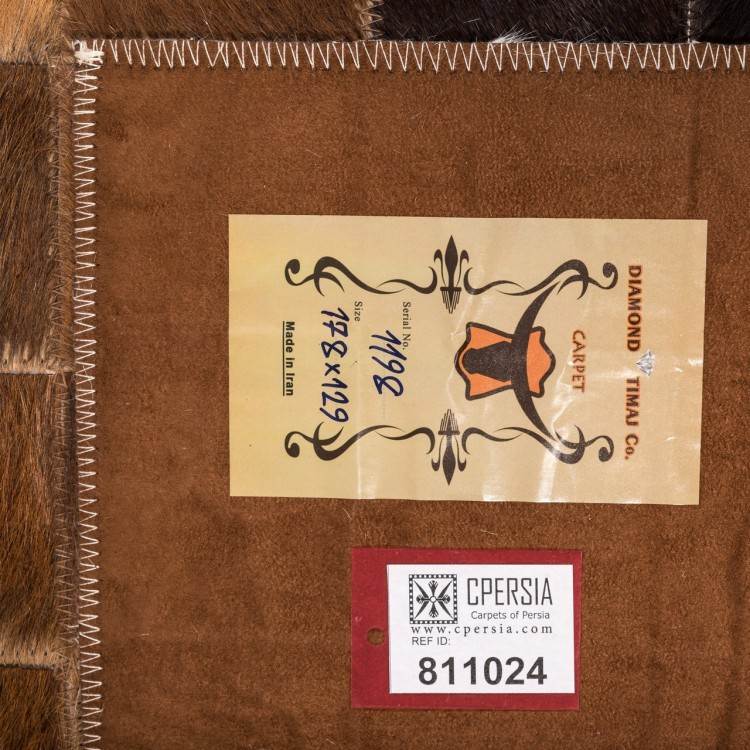 DIAMOND TIMAJ Co.
CARPET
Serial No. 1198
Size 178x129
Made in Iran
CPERSIA
Carpets of Persia
www.cpersia.com
REF ID:
811024